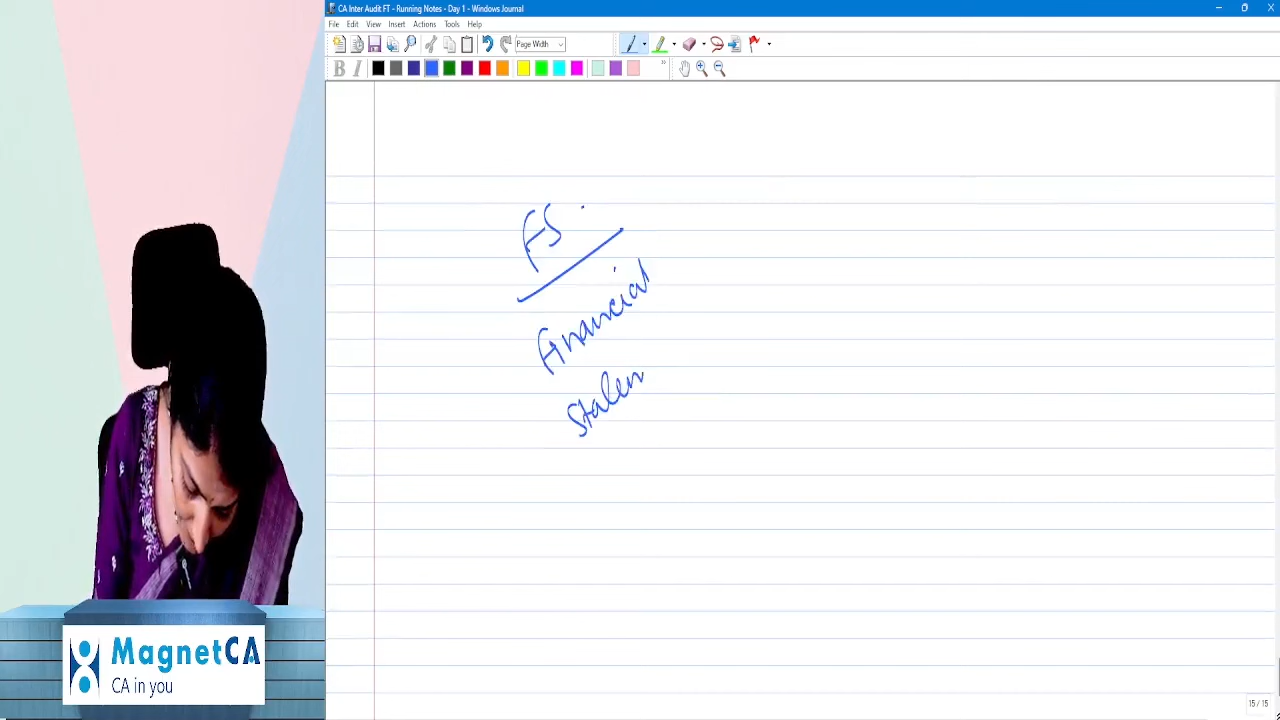 CA Inter Audit FT - Running Notes - Day 1 - Windows Journal
File Edit View Insert Actions Tools Help
Page Width
B I
FS
Financial
Statem
MagnetCA
CA in you
15 / 15